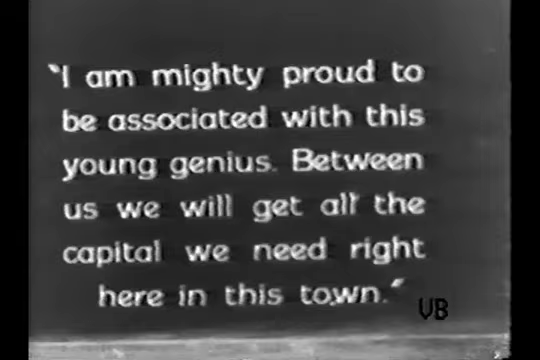 "I am mighty proud to
be associated with this
young genius. Between
us we will get all the
capital we need right
here in this town."
VB